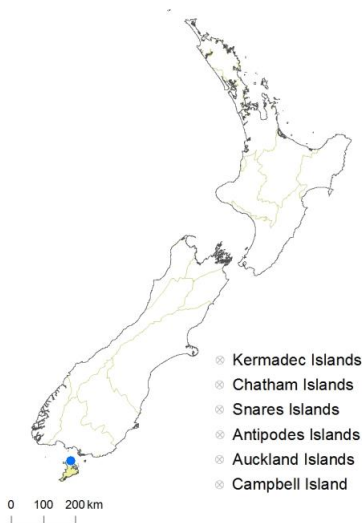 Kermadec Islands
Chatham Islands
Snares Islands
Antipodes Islands
Auckland Islands
Campbell Island
0 100 200 km